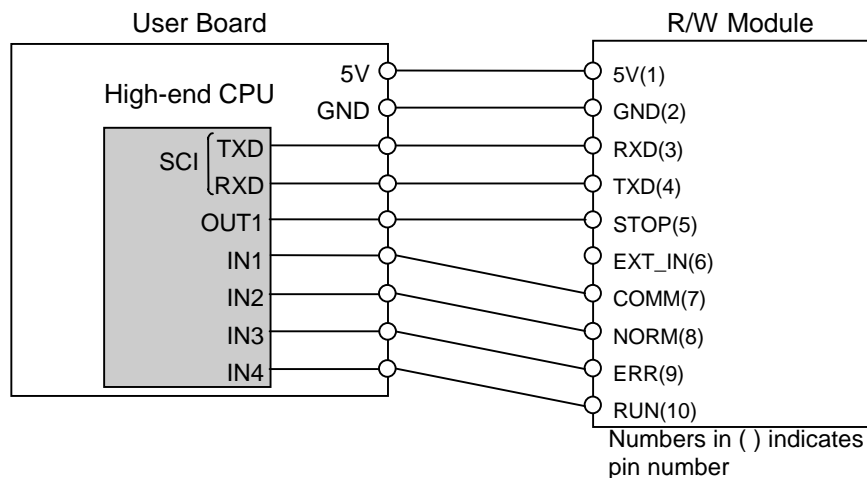 User Board
R/W Module
High-end CPU
SCI
TXD
RXD
OUT1
IN1
IN2
IN3
IN4
5V
GND
5V(1)
GND(2)
RXD(3)
TXD(4)
STOP(5)
EXT_IN(6)
COMM(7)
NORM(8)
ERR(9)
RUN(10)
Numbers in ( ) indicates
pin number